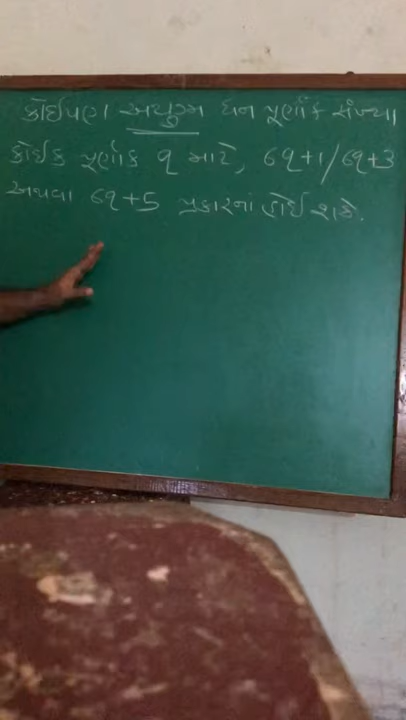 કોઈપણ અયુગ્મ ધન પૂર્ણાંક સંખ્યા
કોઈક પૂર્ણાંક q માટે, 6q+1/6q+3
અથવા 6q+5 પ્રકારનાં હોઈ શકે.